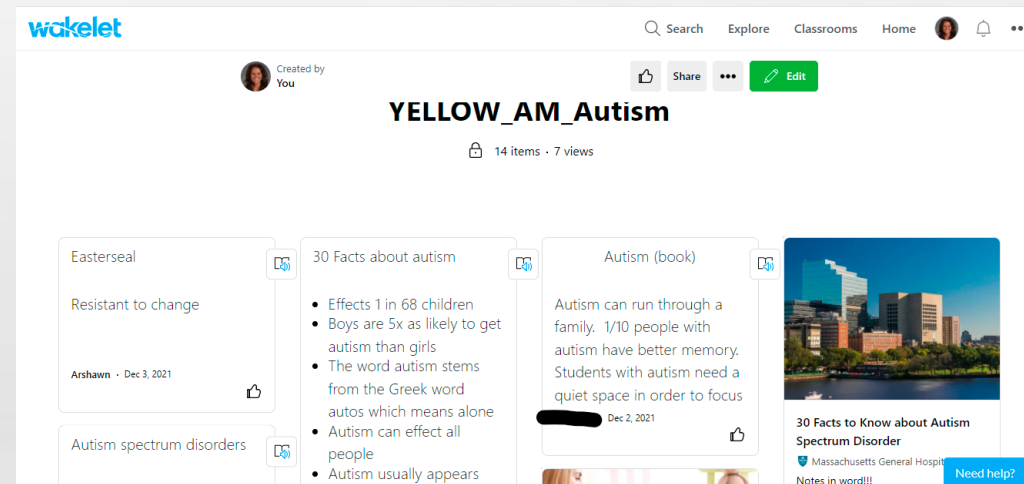 wakelet
Search
Explore
Classrooms
Home
Created by
You
Share
Edit
YELLOW_AM_Autism
14 items · 7 views
Easterseal
Resistant to change
Arshawn · Dec 3, 2021
Autism spectrum disorders
30 Facts about autism
• Effects 1 in 68 children
• Boys are 5x as likely to get
autism than girls
• The word autism stems
from the Greek word
autos which means alone
• Autism can effect all
people
• Autism usually appears
Autism (book)
Autism can run through a
family. 1/10 people with
autism have better memory.
Students with autism need a
quiet space in order to focus
Dec 2, 2021
30 Facts to Know about Autism
Spectrum Disorder
Massachusetts General
Notes in word!!!
Need help?